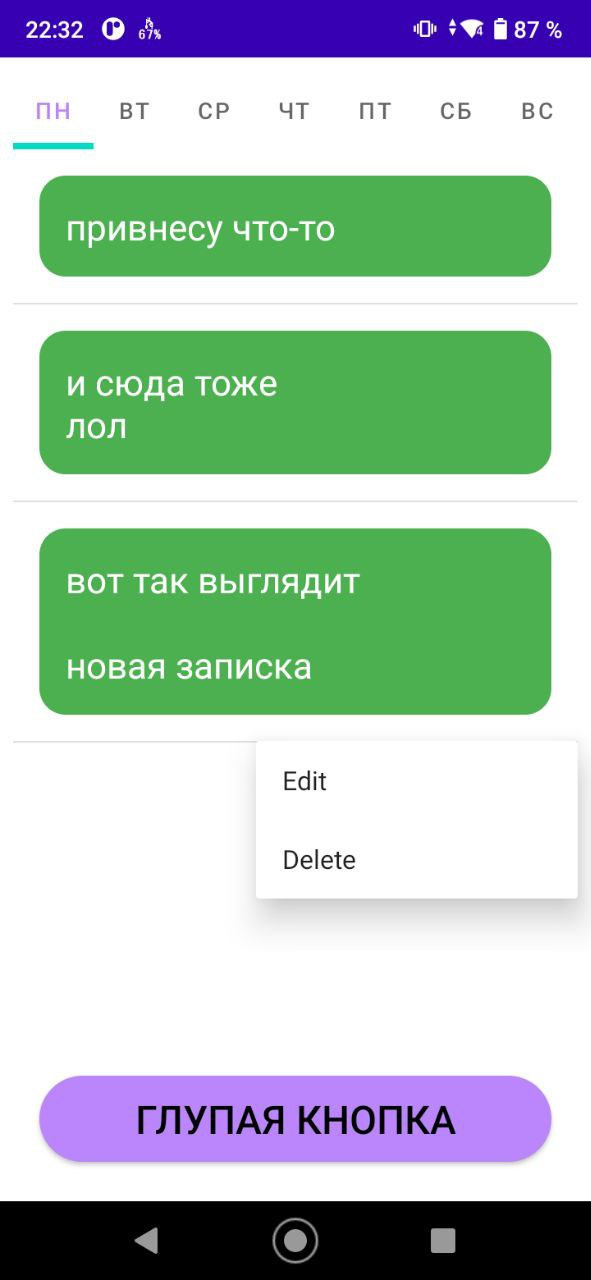 22:32 67% 4 87 %
ПН ВТ СР ЧТ ПТ СБ ВС
привнесу что-то
и сюда тоже
лол
вот так выглядит
новая записка
Edit
Delete
ГЛУПАЯ КНОПКА